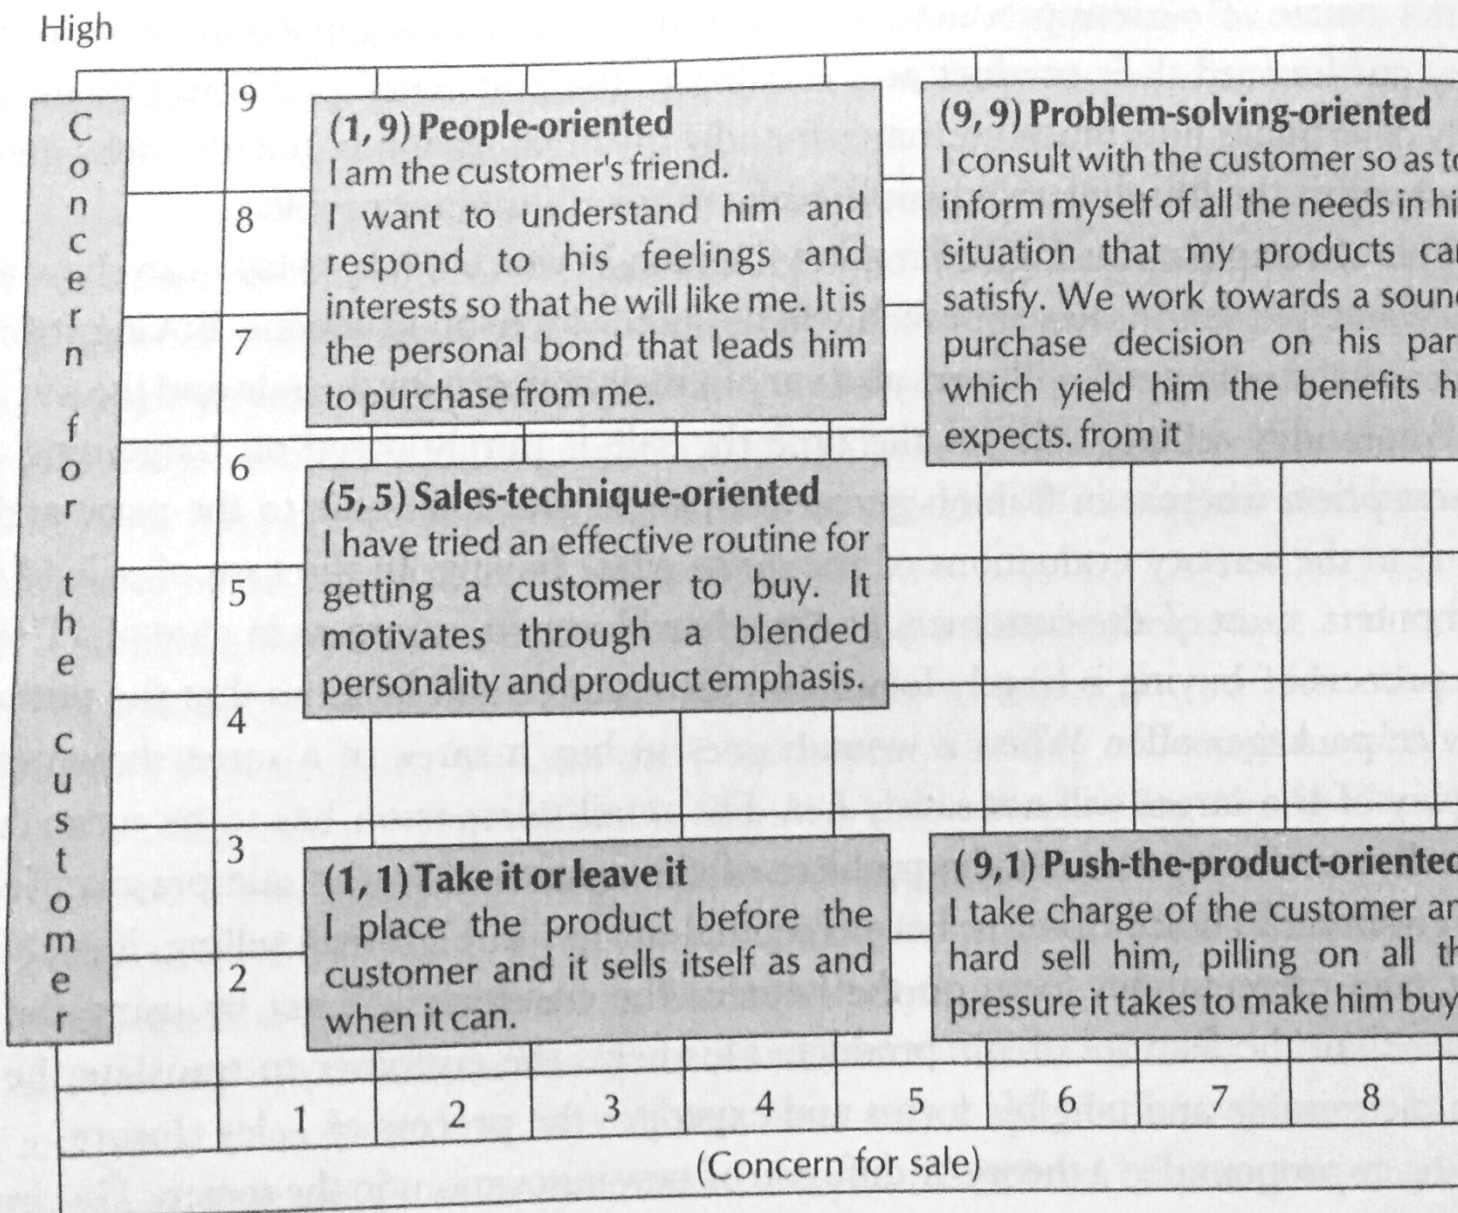 High
Concern for the customer
9
8
7
6
5
4
3
2
(1, 9) People-oriented
I am the customer's friend.
I want to understand him and
respond to his feelings and
interests so that he will like me. It is
the personal bond that leads him
to purchase from me.
(9, 9) Problem-solving-oriented
I consult with the customer so as to
inform myself of all the needs in hi
situation that my products ca
satisfy. We work towards a soun
purchase decision on his par
which yield him the benefits h
expects. from it
(5, 5) Sales-technique-oriented
I have tried an effective routine for
getting a customer to buy. It
motivates through a blended
personality and product emphasis.
(1, 1) Take it or leave it
I place the product before the
customer and it sells itself as and
when it can.
(9,1) Push-the-product-oriented
I take charge of the customer an
hard sell him, pilling on all th
pressure it takes to make him buy
1 2 3 4 5 6 7 8
(Concern for sale)